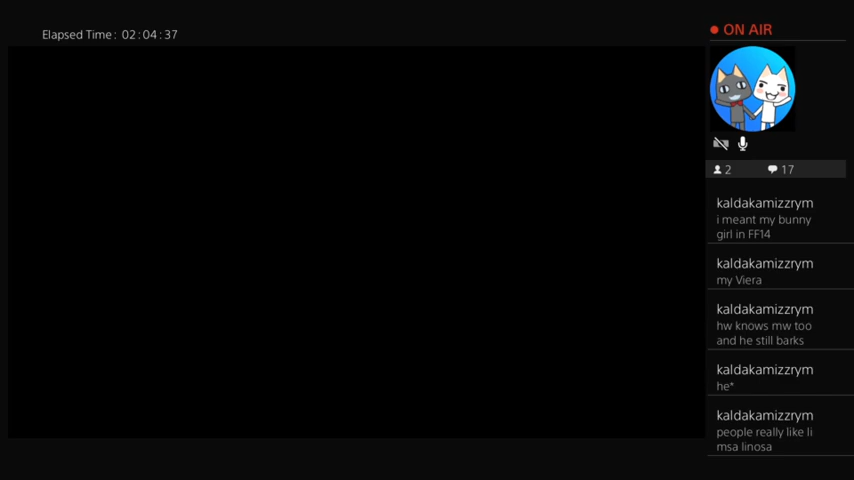 Elapsed Time: 02:04:37
ON AIR
2 17
kaldakamizzrym
i meant my bunny
girl in FF14
kaldakamizzrym
my Viera
kaldakamizzrym
hw knows mw too
and he still barks
kaldakamizzrym
he*
kaldakamizzrym
people really like li
msa linosa